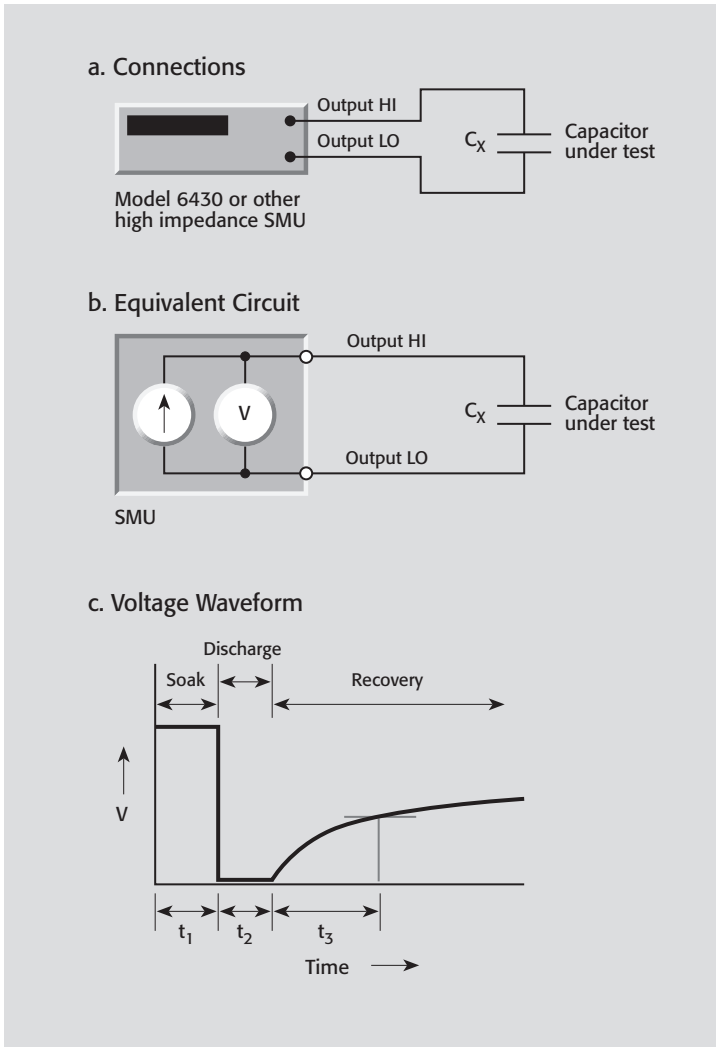 a. Connections
Output HI
Output LO
CX
Capacitor
under test
Model 6430 or other
high impedance SMU
b. Equivalent Circuit
Output HI
V
CX
Capacitor
under test
Output LO
SMU
c. Voltage Waveform
Discharge
Soak
Recovery
V
t1
t2
t3
Time